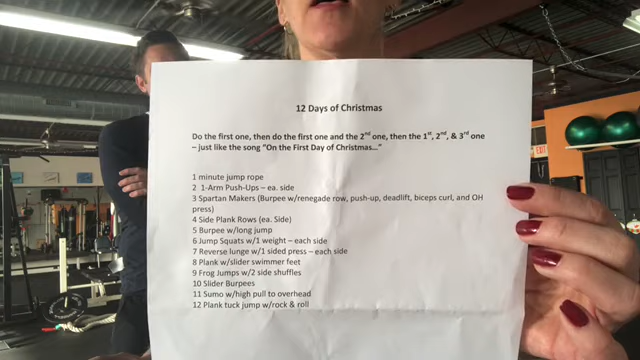 12 Days of Christmas
Do the first one, then do the first one and the 2nd one, then the 1st, 2nd, & 3rd one
– just like the song "On the First Day of Christmas…"
1 minute jump rope
2 1-Arm Push-Ups – ea. side
3 Spartan Makers (Burpee w/renegade row, push-up, deadlift, biceps curl, and OH
press)
4 Side Plank Rows (ea. Side)
5 Burpee w/long jump
6 Jump Squats w/1 weight – each side
7 Reverse lunge w/1 sided press – each side
8 Plank w/slider swimmer feet
9 Frog Jumps w/2 side shuffles
10 Slider Burpees
11 Sumo w/high pull to overhead
12 Plank tuck jump w/rock & roll
EXIT